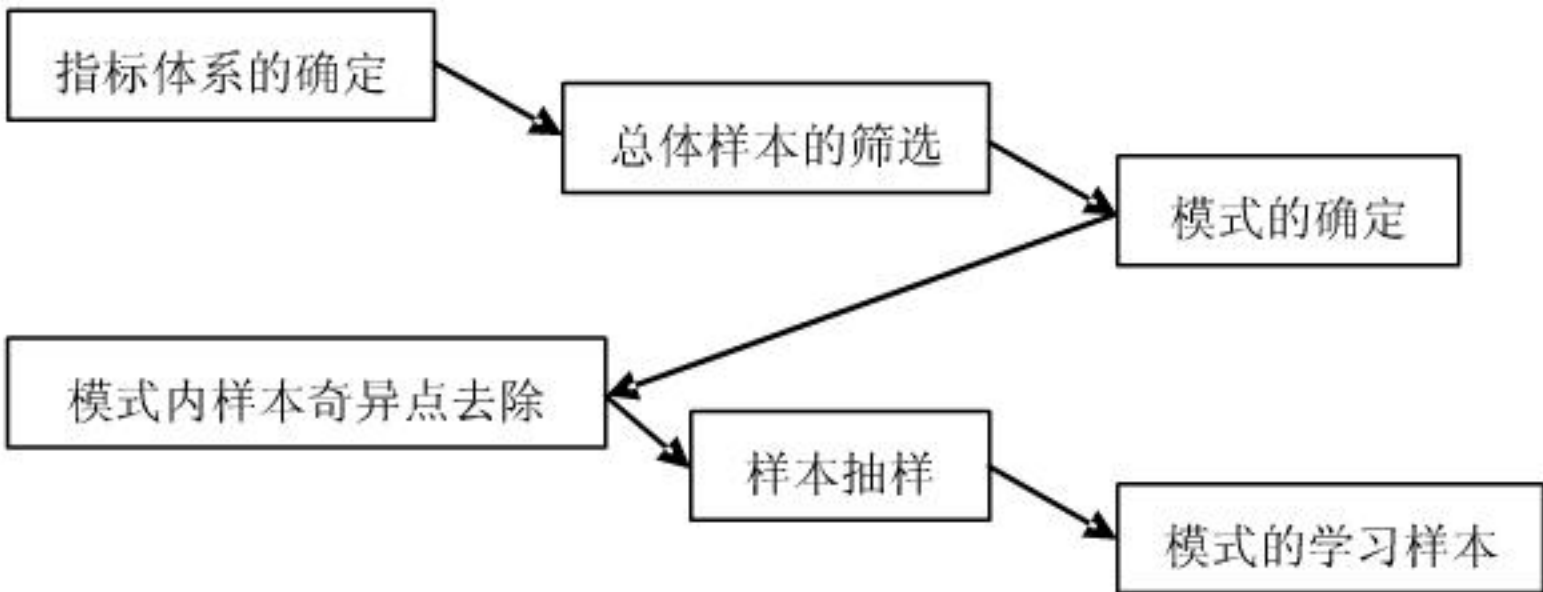 指标体系的确定
总体样本的筛选
模式的确定
模式内样本奇异点去除
样本抽样
模式的学习样本